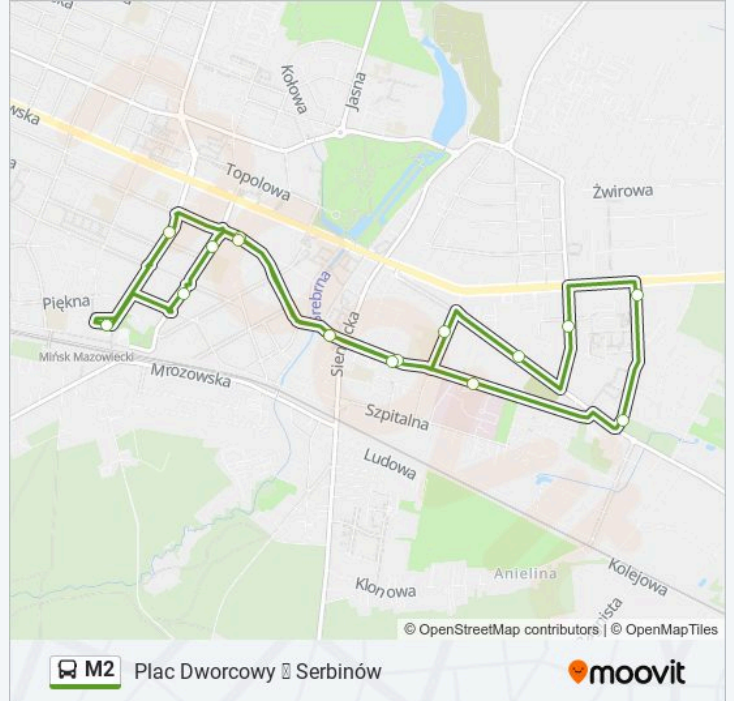 wska
Kołowa
Jasna
Topolowa
Żwirowa
Piękna
Srebrna
Mińsk Mazowiecki
Mrozowska
Szpitalna
Ludowa
Anielina
Klonowa
Kolejowa
© OpenStreetMap contributors | © OpenMapTiles
M2 Plac Dworcowy Serbinów
moovit